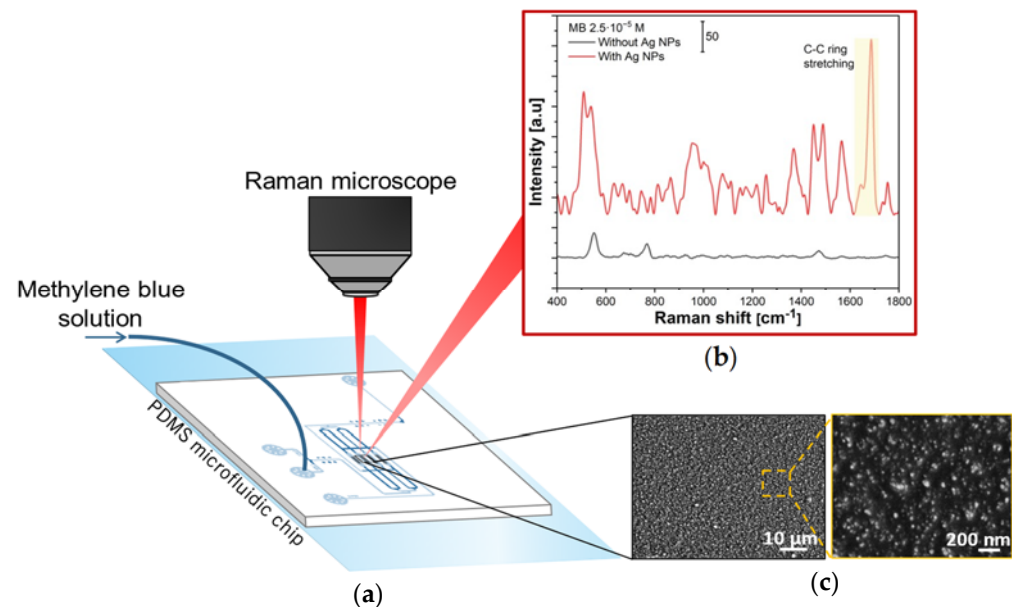 MB 2.5·10⁻⁵ M
50
Without Ag NPs
With Ag NPs
C-C ring
stretching
Intensity [a.u]
400 600 800 1000 1200 1400 1600 1800
Raman shift [cm⁻¹]
(b)
Raman microscope
Methylene blue
solution
PDMS microfluidic chip
10 µm
200 nm
(a)
(c)